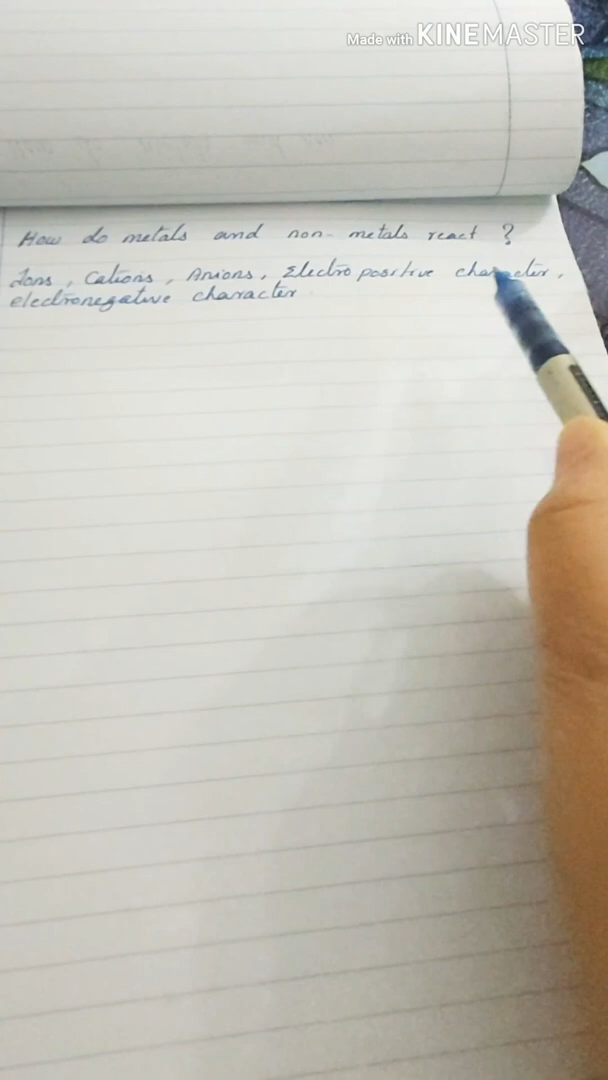 Made with KINEMASTER
How do metals and non-metals react ?
Ions, Cations, Anions, Electropositive character,
electronegative character